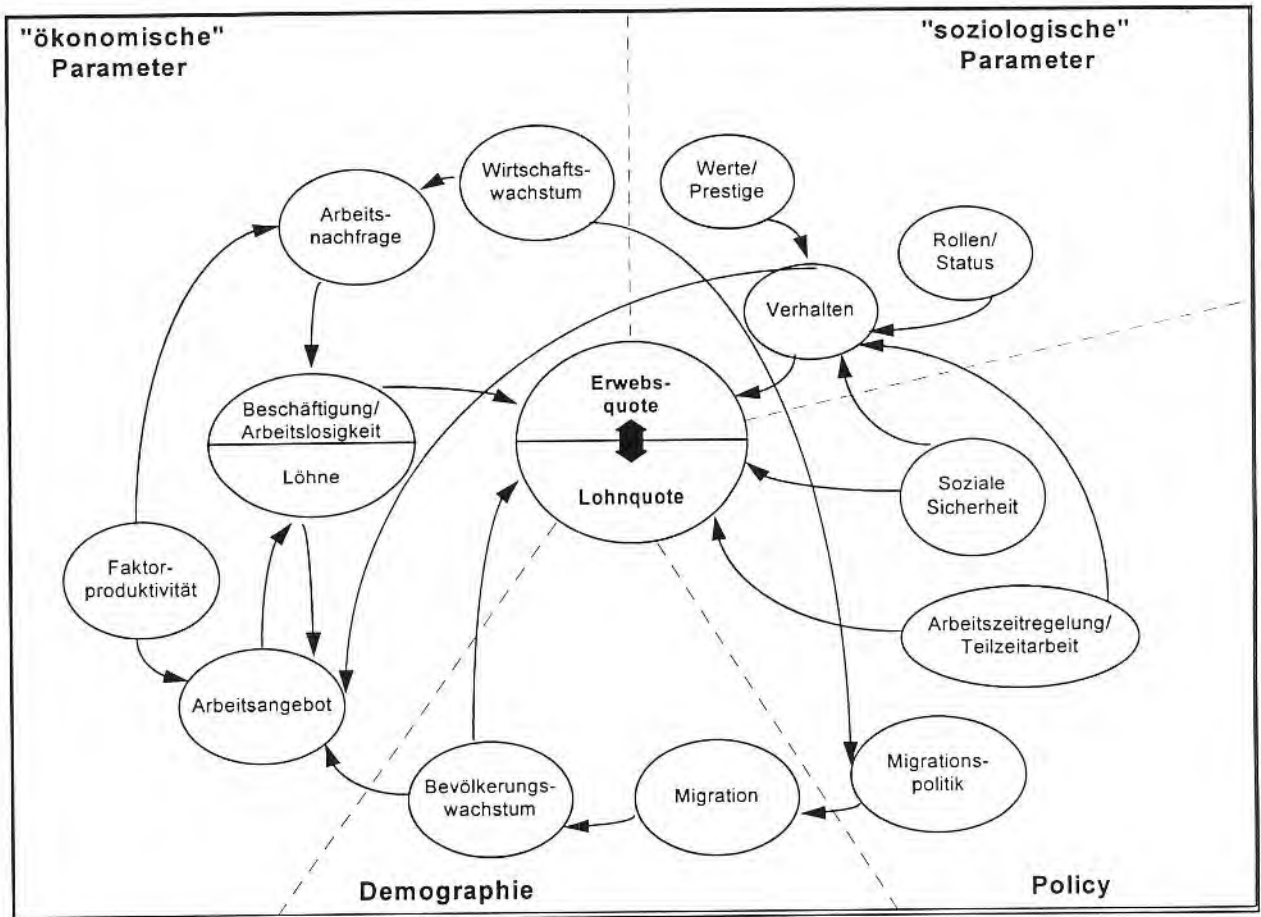 "ökonomische"
Parameter
"soziologische"
Parameter
Wirtschafts-
wachstum
Werte/
Prestige
Arbeits-
nachfrage
Rollen/
Status
Verhalten
Erwebs-
quote
Lohnquote
Beschäftigung/
Arbeitslosigkeit
Löhne
Soziale
Sicherheit
Faktor-
produktivität
Arbeitszeitregelung/
Teilzeitarbeit
Arbeitsangebot
Bevölkerungs-
wachstum
Migration
Migrations-
politik
Demographie
Policy